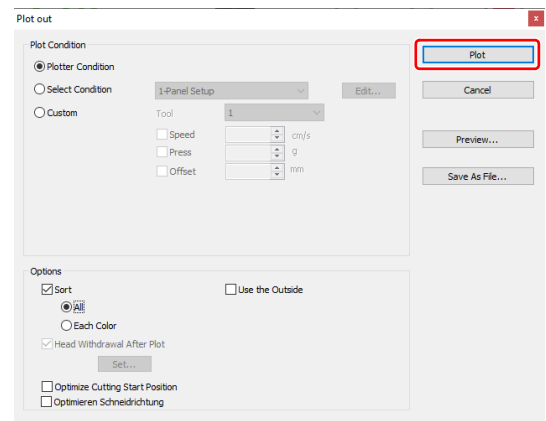 Plot out
x
Plot Condition
Plotter Condition
Select Condition
1-Panel Setup
Edit...
Custom
Tool
1
Speed
cm/s
Press
g
Offset
mm
Plot
Cancel
Preview...
Save As File...
Options
Sort
Use the Outside
All
Each Color
Head Withdrawal After Plot
Set...
Optimize Cutting Start Position
Optimieren Schneidrichtung